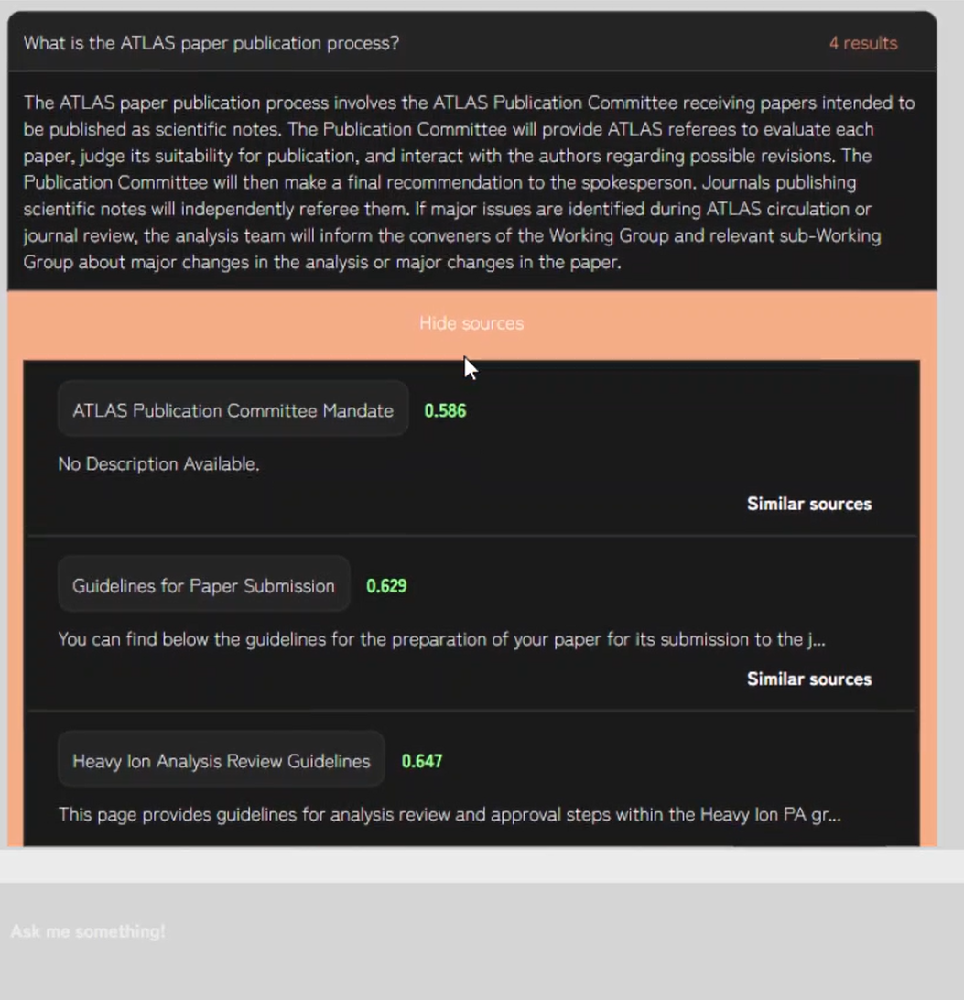 What is the ATLAS paper publication process?
4 results
The ATLAS paper publication process involves the ATLAS Publication Committee receiving papers intended to
be published as scientific notes. The Publication Committee will provide ATLAS referees to evaluate each
paper, judge its suitability for publication, and interact with the authors regarding possible revisions. The
Publication Committee will then make a final recommendation to the spokesperson. Journals publishing
scientific notes will independently referee them. If major issues are identified during ATLAS circulation or
journal review, the analysis team will inform the conveners of the Working Group and relevant sub-Working
Group about major changes in the analysis or major changes in the paper.
Hide sources
ATLAS Publication Committee Mandate
0.586
No Description Available.
Similar sources
Guidelines for Paper Submission
0.629
You can find below the guidelines for the preparation of your paper for its submission to the j...
Similar sources
Heavy Ion Analysis Review Guidelines
0.647
This page provides guidelines for analysis review and approval steps within the Heavy Ion PA gr...
Ask me something!